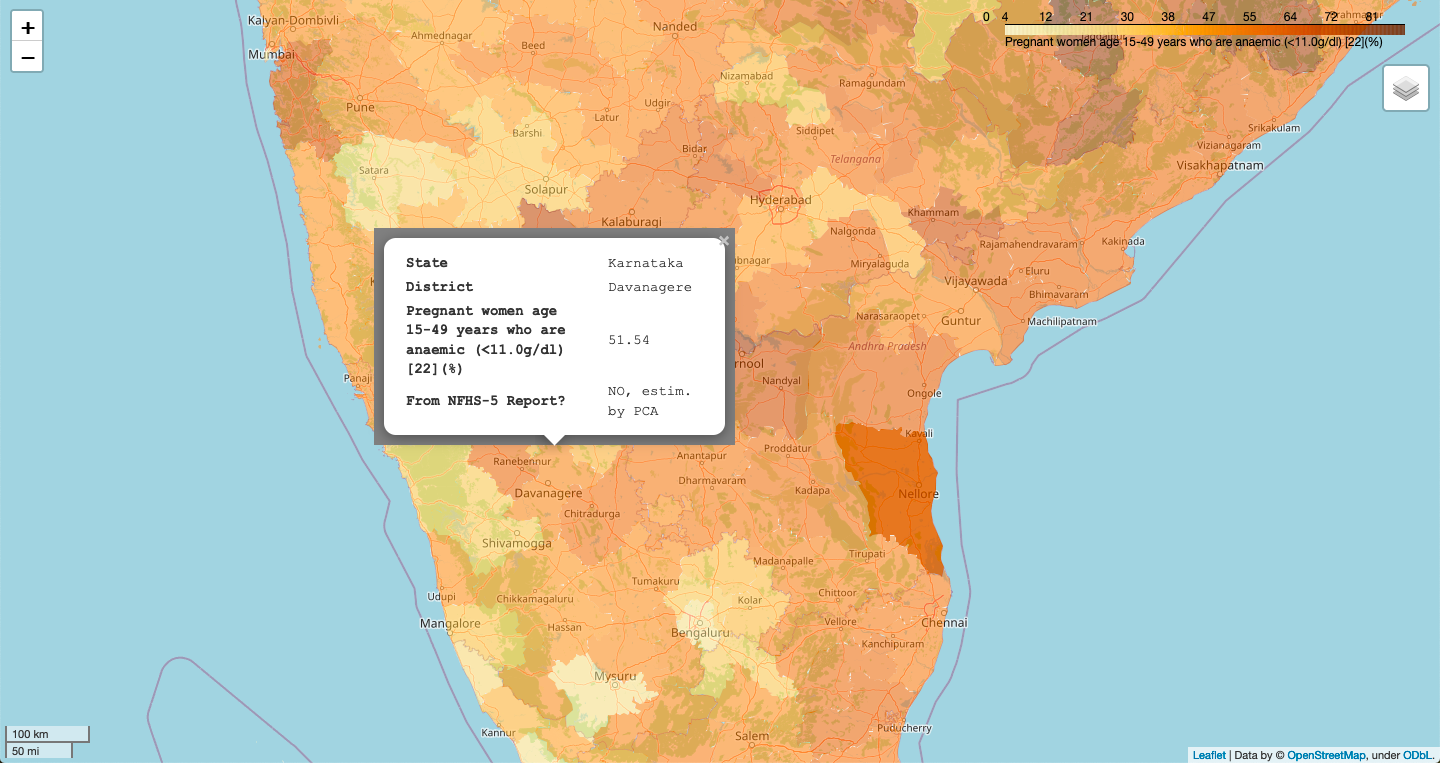 +
−
0 4 12 21 30 38 47 55 64 72 81
Pregnant women age 15-49 years who are anaemic (<11.0g/dl) [22](%)
Kalyan-Dombivli
Nanded
Ahmednagar
Beed
Mumbai
Nizamabad
Ramagundam
Pune
Udgir
Latur
Barshi
Siddipet
Srikakulam
Bidar
Vizianagaram
Telangana
Visakhapatnam
Satara
Solapur
Hyderabad
Khammam
Kalaburagi
Nalgonda
Rajamahendravaram
Kakinada
×
State Karnataka
District Davanagere
Pregnant women age
15-49 years who are
anaemic (<11.0g/dl)
[22](%)
51.54
From NFHS-5 Report?
NO, estim.
by PCA
bnagar
Miryalaguda
Eluru
Vijayawada
Bhimavaram
Narasaraopet
Guntur
Machilipatnam
Andhra Pradesh
rnool
Panaji
Nandyal
Ongole
Kavali
Proddatur
Anantapur
Ranebennur
Dharmavaram
Kadapa
Davanagere
Nellore
Chitradurga
Shivamogga
Tirupati
Madanapalle
Tumakuru
Chittoor
Udupi
Chikkamagaluru
Kolar
Mangalore
Hassan
Bengaluru
Vellore
Chennai
Kanchipuram
Mysuru
Puducherry
Kannur
Salem
100 km
50 mi
Leaflet | Data by © OpenStreetMap, under ODbL.